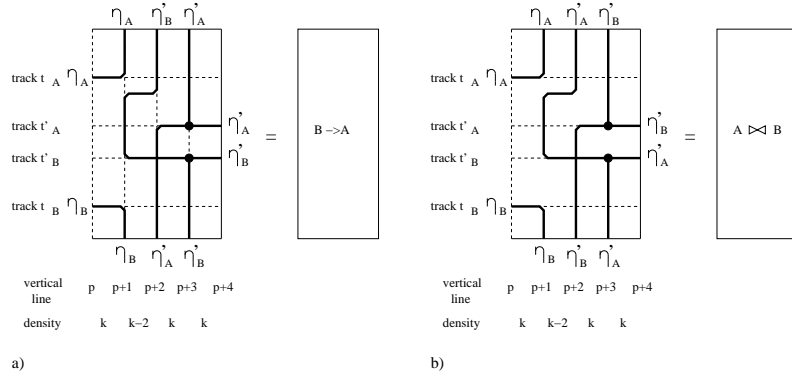 η_A η'_B η'_A η_A η'_A η'_A
track t_A η_A track t_A η_A
track t'_A η'_A track t'_A η'_B
= B –>A = A ⋈ B
track t'_B η'_B track t'_B η'_A
track t_B η_B track t_B η_B
η_B η'_A η'_B η_B η'_B η'_A
vertical line p p+1 p+2 p+3 p+4 vertical line p p+1 p+2 p+3 p+4
density k k–2 k k density k k–2 k k
a) b)